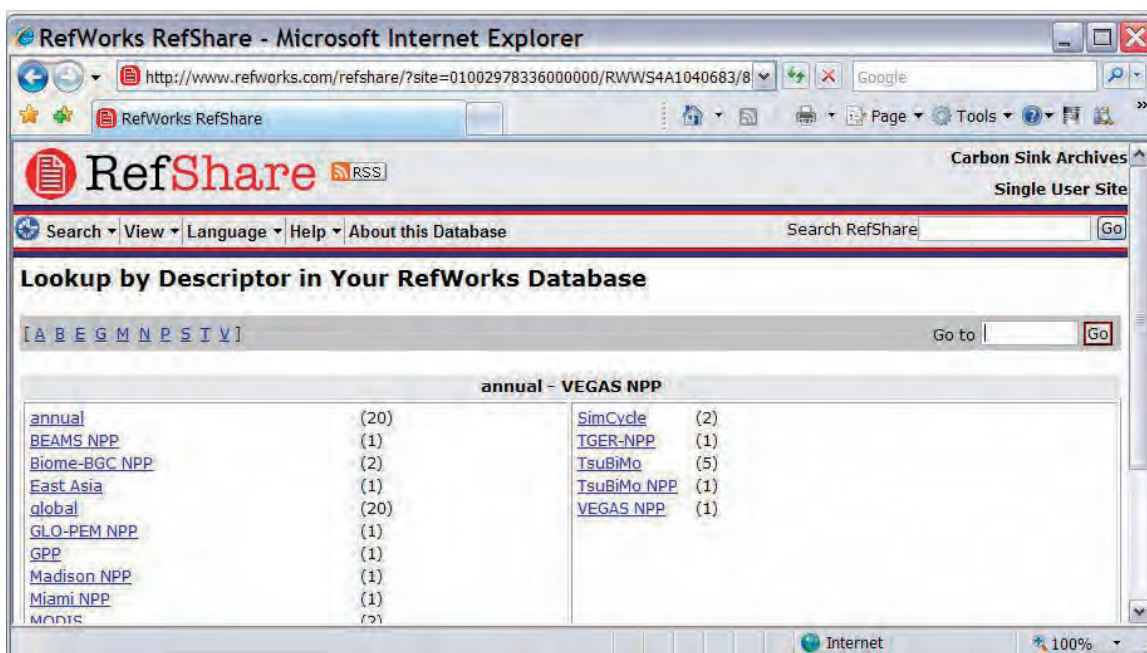 RefWorks RefShare - Microsoft Internet Explorer
http://www.refworks.com/refshare/?site=01002978336000000/RWWS4A1040683/8
Google
RefWorks RefShare
Page
Tools
RefShare RSS
Carbon Sink Archives
Single User Site
Search View Language Help About this Database
Search RefShare Go
Lookup by Descriptor in Your RefWorks Database
[ A B E G M N P S T V ]
Go to Go
annual - VEGAS NPP
annual (20)
BEAMS NPP (1)
Biome-BGC NPP (2)
East Asia (1)
global (20)
GLO-PEM NPP (1)
GPP (1)
Madison NPP (1)
Miami NPP (1)
MODIS (2)
SimCycle (2)
TGER-NPP (1)
TsuBiMo (5)
TsuBiMo NPP (1)
VEGAS NPP (1)
Internet
100%